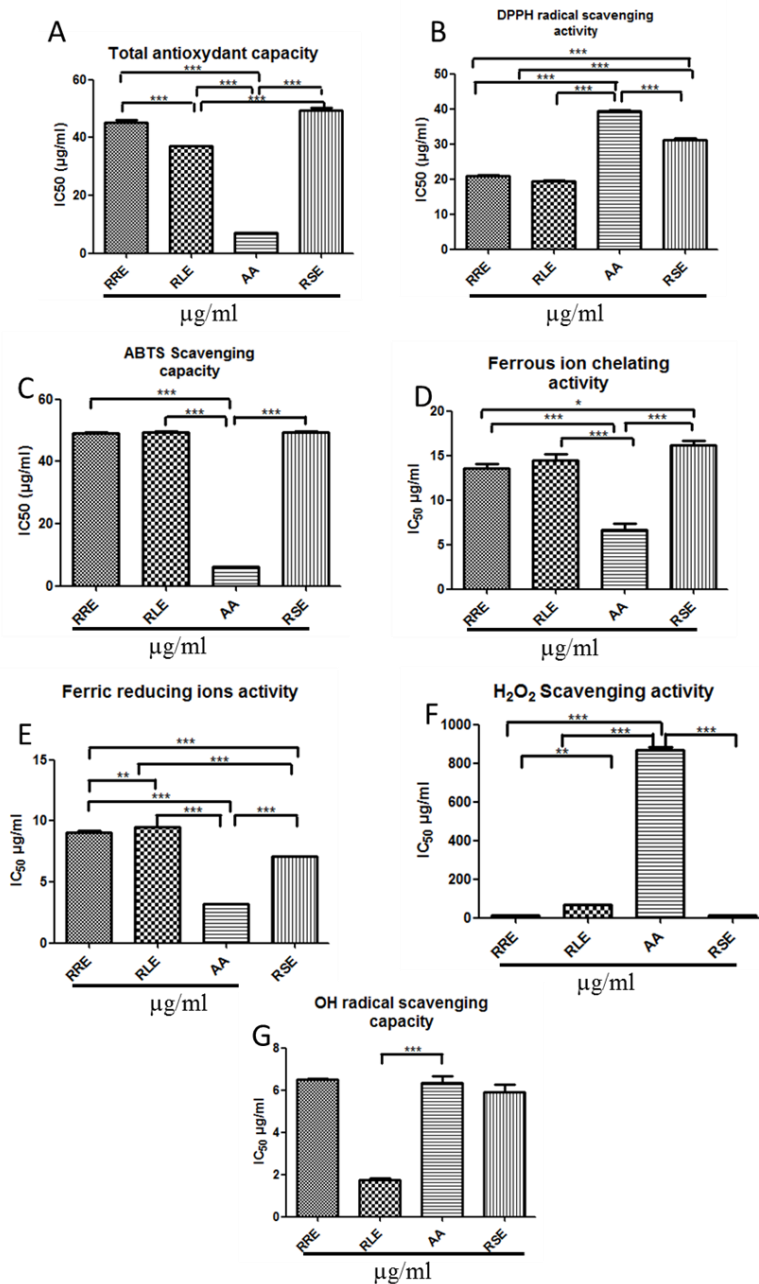 A
Total antioxydant capacity
***
*** ***
*** ***
60
40
20
0
IC50 (µg/ml)
RRE RLE AA RSE
µg/ml
B
DPPH radical scavenging
activity
***
***
***
*** ***
50
40
30
20
10
0
IC50 (µg/ml)
RRE RLE AA RSE
µg/ml
C
ABTS Scavenging
capacity
***
*** ***
60
40
20
0
IC50 (µg/ml)
RRE RLE AA RSE
µg/ml
D
Ferrous ion chelating
activity
*
*** ***
***
20
15
10
5
0
IC50 (µg/ml)
RRE RLE AA RSE
µg/ml
E
Ferric reducing ions activity
***
***
**
***
*** ***
15
10
5
0
IC50 µg/ml
RRE RLE AA RSE
µg/ml
F
H2O2 Scavenging activity
***
*** ***
**
1000
800
600
400
200
0
IC50 µg/ml
RRE RLE AA RSE
µg/ml
G
OH radical scavenging
capacity
***
8
6
4
2
0
IC50 µg/ml
RRE RLE AA RSE
µg/ml